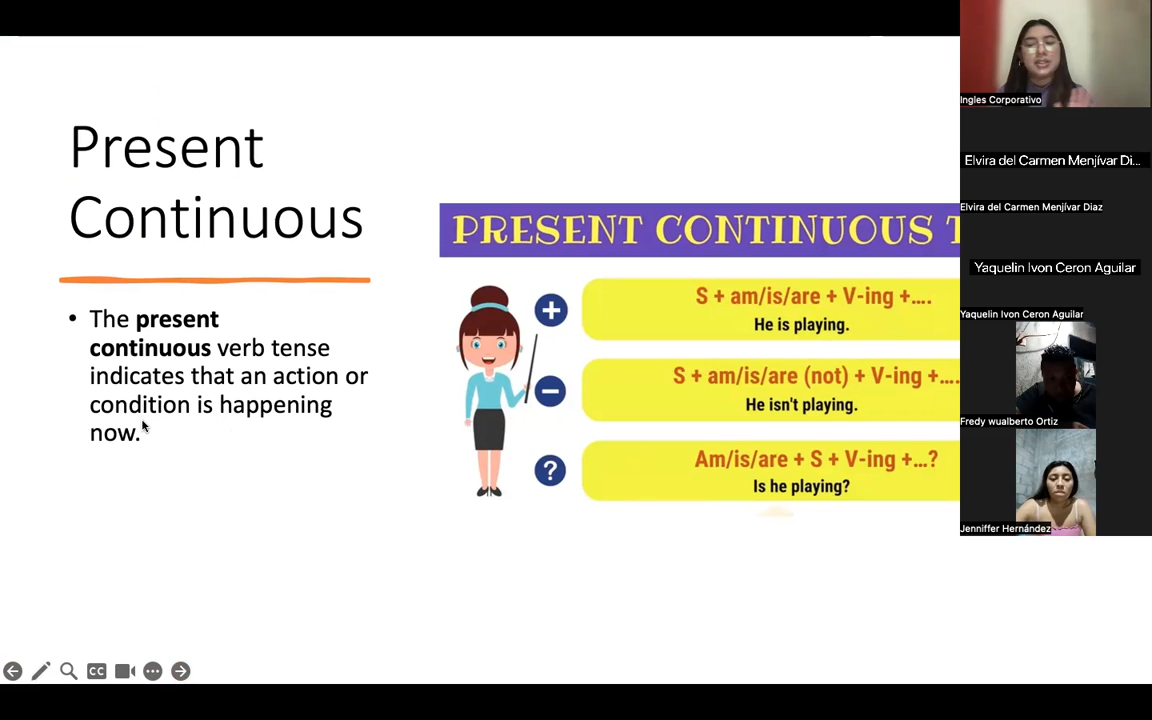 Present
Continuous
• The present
continuous verb tense
indicates that an action or
condition is happening
now.
PRESENT CONTINUOUS T
+
S + am/is/are + V-ing +....
He is playing.
−
S + am/is/are (not) + V-ing +....
He isn't playing.
?
Am/is/are + S + V-ing +...?
Is he playing?
Ingles Corporativo
Elvira del Carmen Menjívar Di...
Elvira del Carmen Menjivar Diaz
Yaquelin Ivon Ceron Aguilar
Yaquelin Ivon Ceron Aguilar
Fredy wualberto Ortiz
Jenniffer Hernández
CC